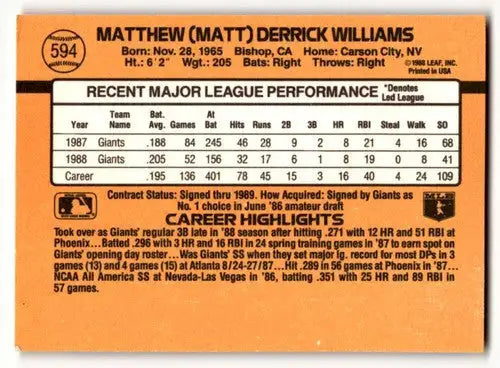 594
MATTHEW (MATT) DERRICK WILLIAMS
Born: Nov. 28, 1965 Bishop, CA Home: Carson City, NV
Ht.: 6'2" Wgt.: 205 Bats: Right Throws: Right
©1988 LEAF, INC.
Printed in USA
RECENT MAJOR LEAGUE PERFORMANCE *Denotes Led League
Year Team Name Bat. Avg. Games At Bat Hits Runs 2B 3B HR RBI Steal Walk SO
1987 Giants .188 84 245 46 28 9 2 8 21 4 16 68
1988 Giants .205 52 156 32 17 6 1 8 19 0 8 41
Career .195 136 401 78 45 15 3 16 40 4 24 109
Contract Status: Signed thru 1989. How Acquired: Signed by Giants as
No. 1 choice in June '86 amateur draft
CAREER HIGHLIGHTS
Took over as Giants' regular 3B late in '88 season after hitting .271 with 12 HR and 51 RBI at
Phoenix...Batted .296 with 3 HR and 16 RBI in 24 spring training games in '87 to earn spot on
Giants' opening day roster...Was Giants' SS when they set major lg. record for most DPs in 3
games (13) and 4 games (15) at Atlanta 8/24-27/87...Hit .289 in 56 games at Phoenix in '87...
NCAA All America SS at Nevada-Las Vegas in '86, batting .351 with 25 HR and 89 RBI in
57 games.